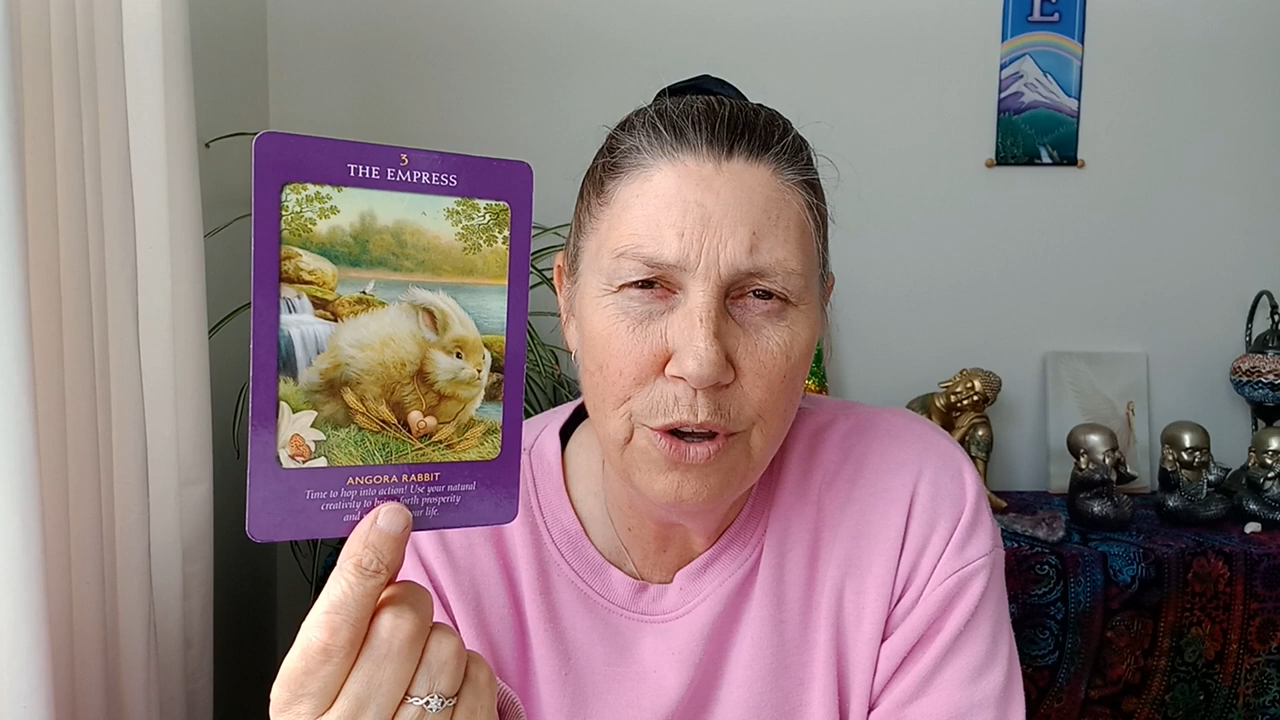 E
3
THE EMPRESS
ANGORA RABBIT
Time to hop into action! Use your natural
creativity to bring forth prosperity
and your life.